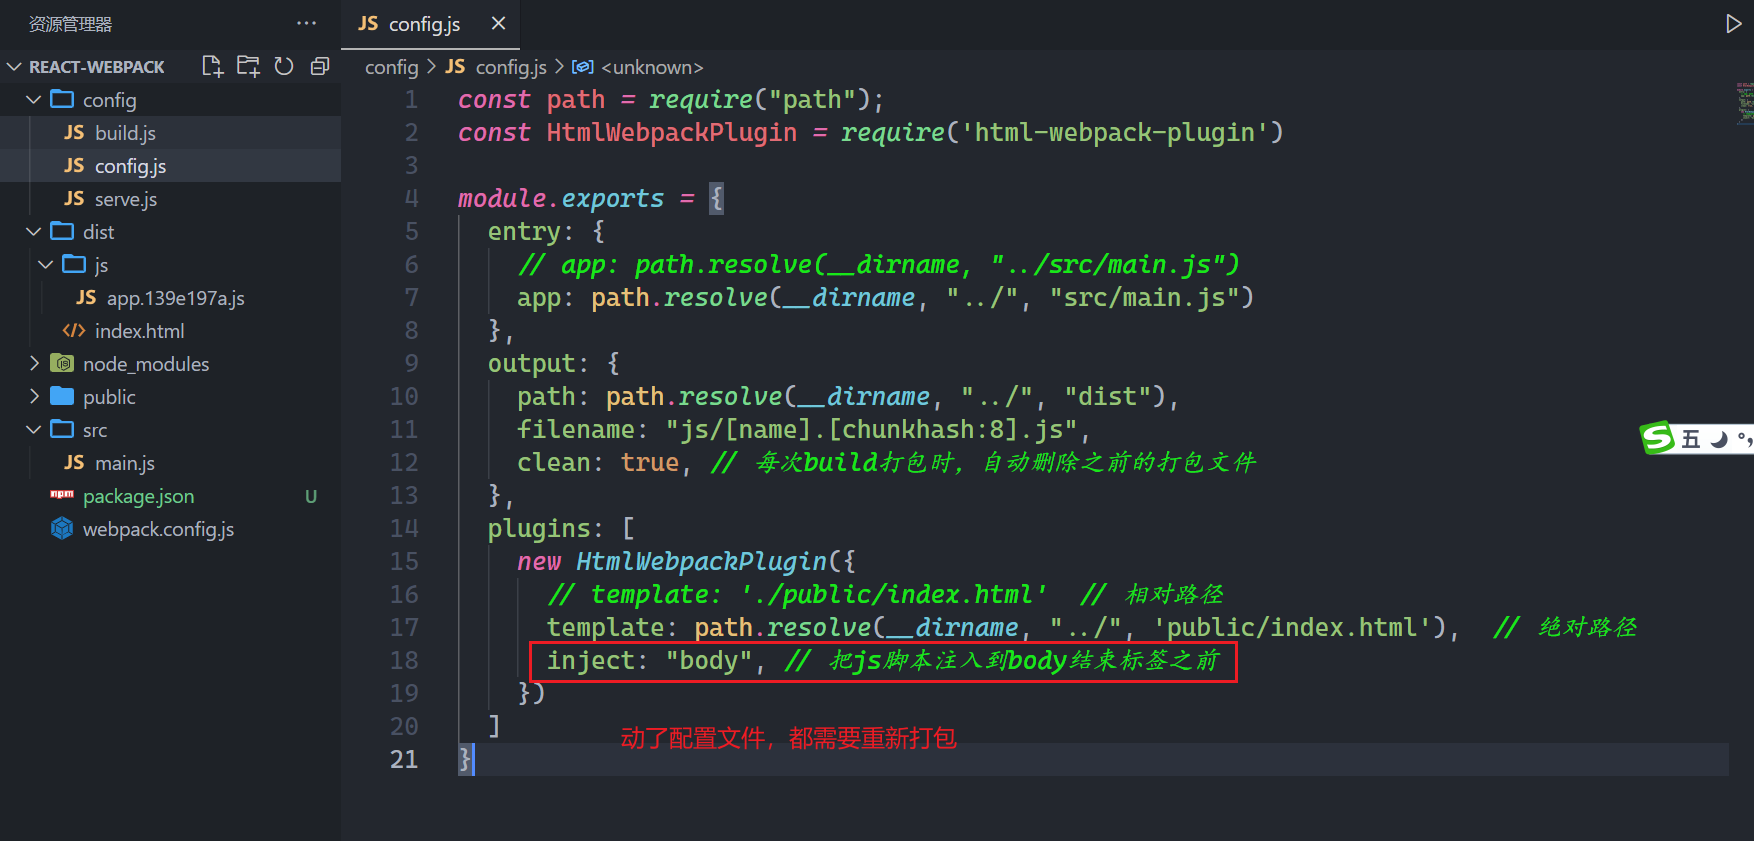 资源管理器 ···
REACT-WEBPACK
config
JS build.js
JS config.js
JS serve.js
dist
js
JS app.139e197a.js
index.html
node_modules
public
src
JS main.js
npm package.json U
webpack.config.js
JS config.js ×
config > JS config.js > <unknown>
1 const path = require("path");
2 const HtmlWebpackPlugin = require('html-webpack-plugin')
3
4 module.exports = {
5 entry: {
6 // app: path.resolve(__dirname, "../src/main.js")
7 app: path.resolve(__dirname, "../", "src/main.js")
8 },
9 output: {
10 path: path.resolve(__dirname, "../", "dist"),
11 filename: "js/[name].[chunkhash:8].js",
12 clean: true, // 每次build打包时，自动删除之前的打包文件
13 },
14 plugins: [
15 new HtmlWebpackPlugin({
16 // template: './public/index.html' // 相对路径
17 template: path.resolve(__dirname, "../", 'public/index.html'), // 绝对路径
18 inject: "body", // 把js脚本注入到body结束标签之前
19 })
20 ]
动了配置文件，都需要重新打包
21 }
S 五